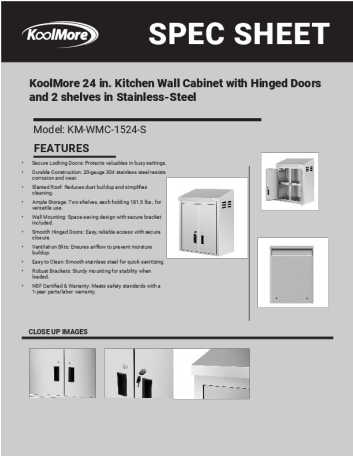 KoolMore
SPEC SHEET
KoolMore 24 in. Kitchen Wall Cabinet with Hinged Doors
and 2 shelves in Stainless-Steel
Model: KM-WMC-1524-S
FEATURES
• Secure Locking Doors: Protects valuables in busy settings.
• Durable Construction: 20-gauge 304 stainless steel resists
corrosion and wear.
• Slanted Roof: Reduces dust buildup and simplifies
cleaning.
• Ample Storage: Two shelves, each holding 181.5 lbs., for
versatile use.
• Wall Mounting: Space-saving design with secure bracket
included.
• Smooth Hinged Doors: Easy, reliable access with secure
closure.
• Ventilation Slits: Ensures airflow to prevent moisture
buildup.
• Easy to Clean: Smooth stainless steel for quick sanitizing.
• Robust Brackets: Sturdy mounting for stability when
loaded.
• NSF Certified & Warranty: Meets safety standards with a
1-year parts/labor warranty.
CLOSE UP IMAGES